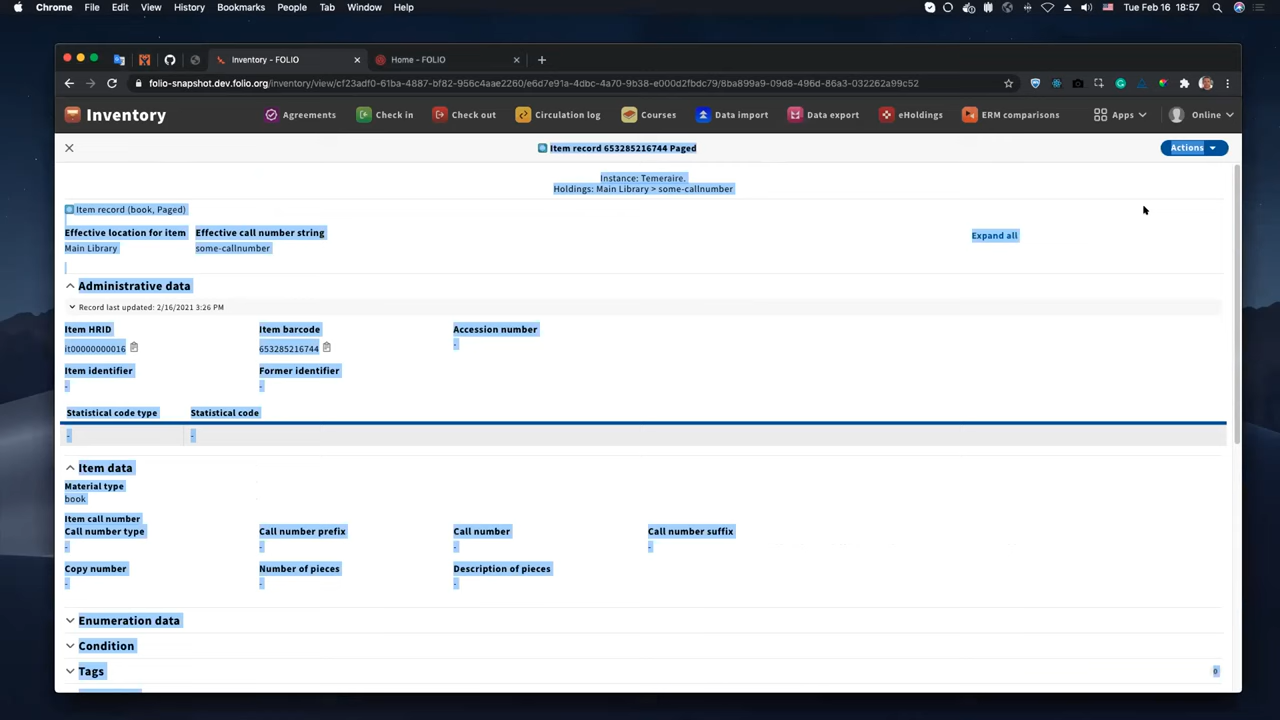 Chrome File Edit View History Bookmarks People Tab Window Help Tue Feb 16 18:57
Inventory - FOLIO Home - FOLIO
folio-snapshot.dev.folio.org/inventory/view/cf23adf0-61ba-4887-bf82-956c4aae2260/e6d7e91a-4dbc-4a70-9b38-e000d2fbdc79/8ba899a9-09d8-496d-86a3-032262a99c52
Inventory Agreements Check in Check out Circulation log Courses Data import Data export eHoldings ERM comparisons Apps Online
Item record 653285216744 Paged Actions
Instance: Temeraire.
Holdings: Main Library > some-callnumber
Item record (book, Paged)
Effective location for item Effective call number string Expand all
Main Library some-callnumber
Administrative data
Record last updated: 2/16/2021 3:26 PM
Item HRID Item barcode Accession number
it00000000016 653285216744 -
Item identifier Former identifier
- -
Statistical code type Statistical code
- -
Item data
Material type
book
Item call number
Call number type Call number prefix Call number Call number suffix
- - - -
Copy number Number of pieces Description of pieces
- - -
Enumeration data
Condition
Tags 0